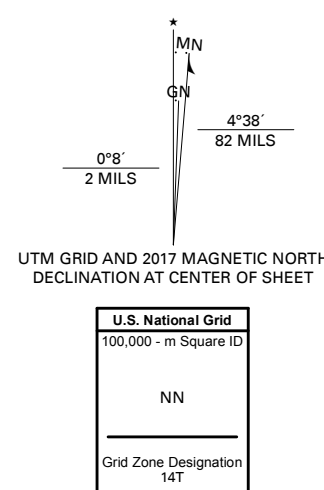 ★
MN
GN
4°38´
82 MILS
0°8´
2 MILS
UTM GRID AND 2017 MAGNETIC NORTH
DECLINATION AT CENTER OF SHEET
U.S. National Grid
100,000 - m Square ID
NN
Grid Zone Designation
14T